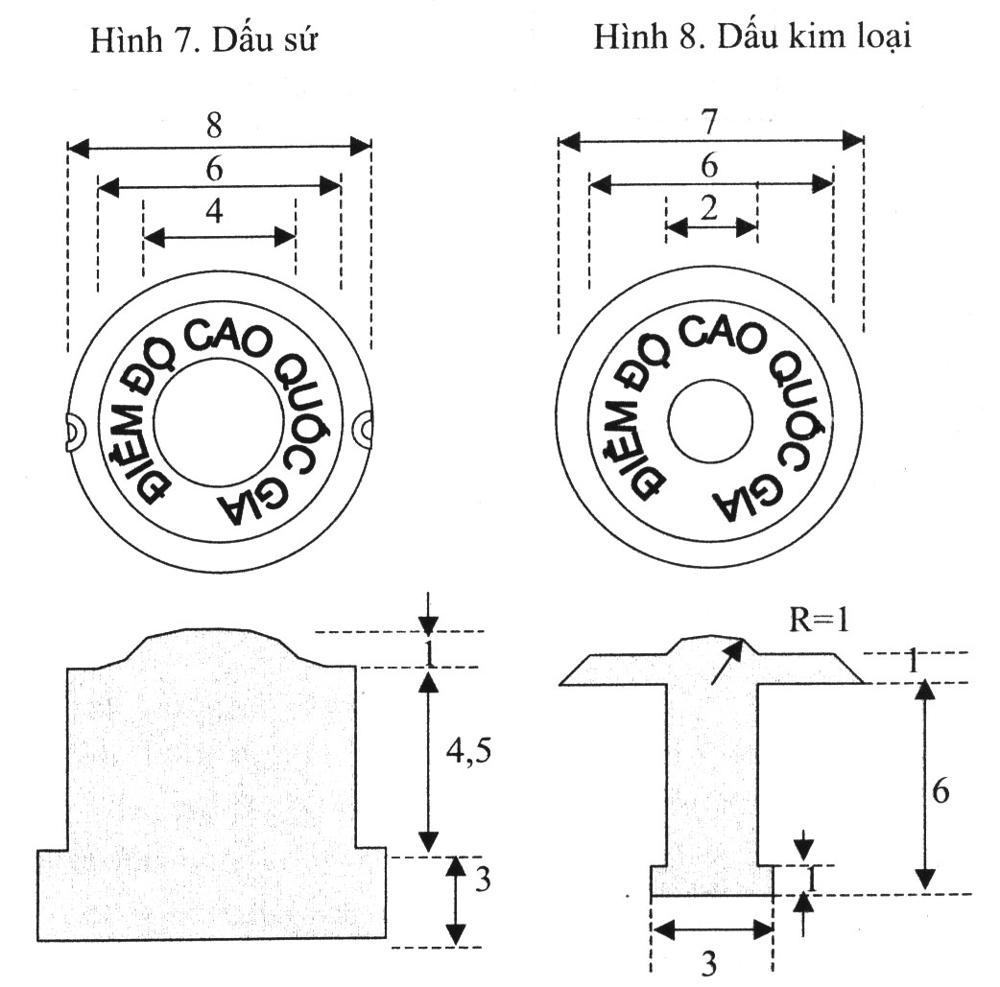 Hình 7. Dấu sứ
8
6
4
ĐIỂM ĐỘ CAO QUỐC GIA
1
4,5
3
Hình 8. Dấu kim loại
7
6
2
ĐIỂM ĐỘ CAO QUỐC GIA
R=1
1
6
1
3